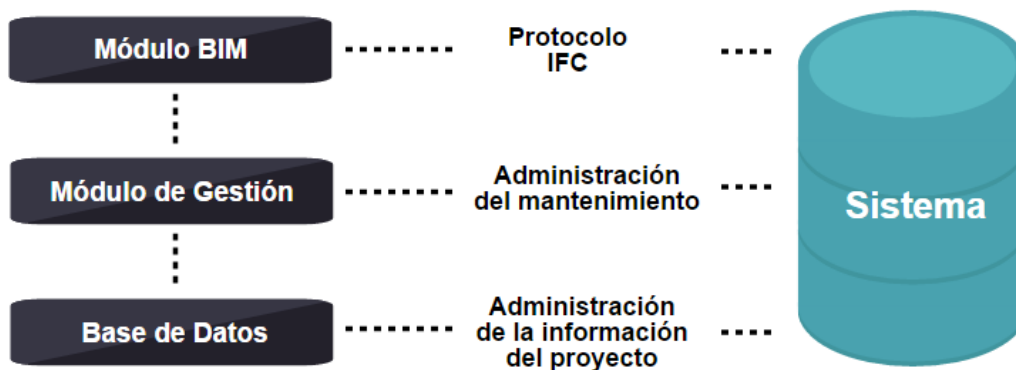 Módulo BIM
Protocolo
IFC
Módulo de Gestión
Administración
del mantenimiento
Sistema
Base de Datos
Administración
de la información
del proyecto